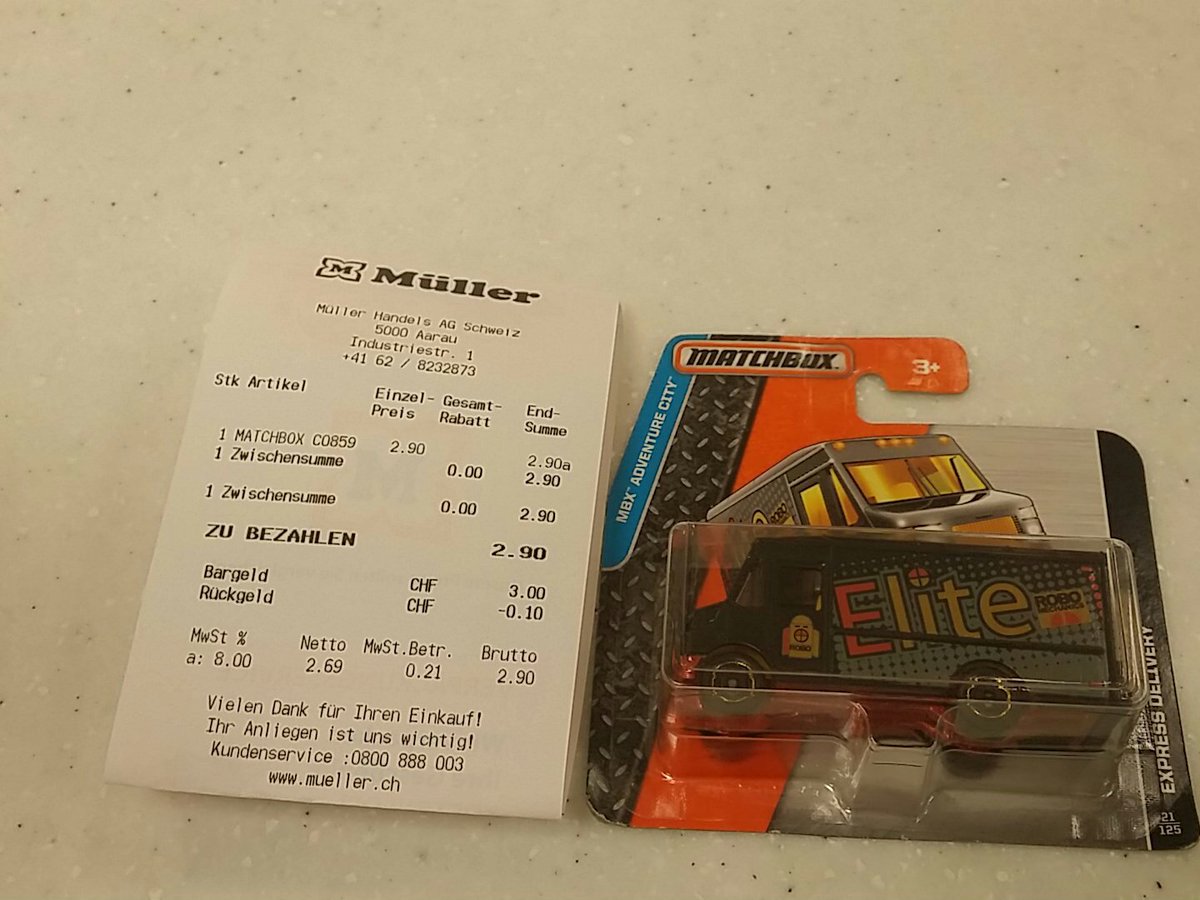 M Müller
Müller Handels AG Schweiz
5000 Aarau
Industriestr. 1
+41 62 / 8232873
Stk Artikel Einzel- Gesamt- End-
Preis Rabatt Summe
1 MATCHBOX C0859 2.90 2.90a
1 Zwischensumme 0.00 2.90
1 Zwischensumme 0.00 2.90
ZU BEZAHLEN 2.90
Bargeld CHF 3.00
Rückgeld CHF -0.10
MwSt % Netto MwSt.Betr. Brutto
a: 8.00 2.69 0.21 2.90
Vielen Dank für Ihren Einkauf!
Ihr Anliegen ist uns wichtig!
Kundenservice :0800 888 003
www.mueller.ch
MATCHBOX
3+
MBX™ ADVENTURE CITY™
Elite
ROBO
ROBO
EXPRESS DELIVERY
21
125